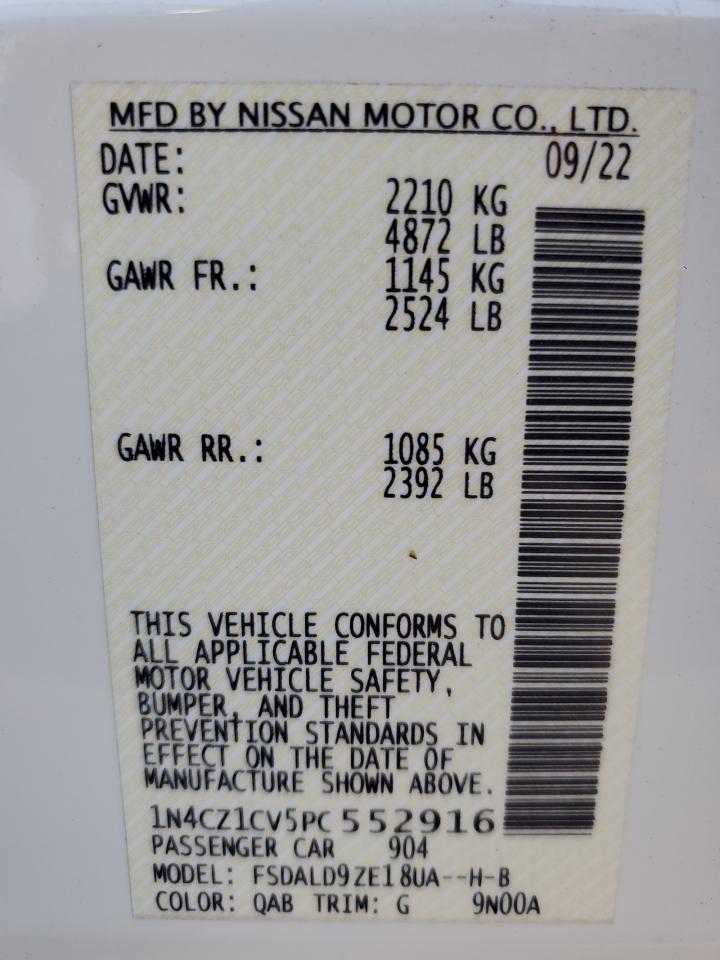 MFD BY NISSAN MOTOR CO., LTD.
DATE: 09/22
GVWR: 2210 KG
4872 LB
GAWR FR.: 1145 KG
2524 LB
GAWR RR.: 1085 KG
2392 LB
THIS VEHICLE CONFORMS TO
ALL APPLICABLE FEDERAL
MOTOR VEHICLE SAFETY,
BUMPER, AND THEFT
PREVENTION STANDARDS IN
EFFECT ON THE DATE OF
MANUFACTURE SHOWN ABOVE.
1N4CZ1CV5PC552916
PASSENGER CAR 904
MODEL: FSDALD9ZE18UA--H-B
COLOR: QAB TRIM: G 9N00A